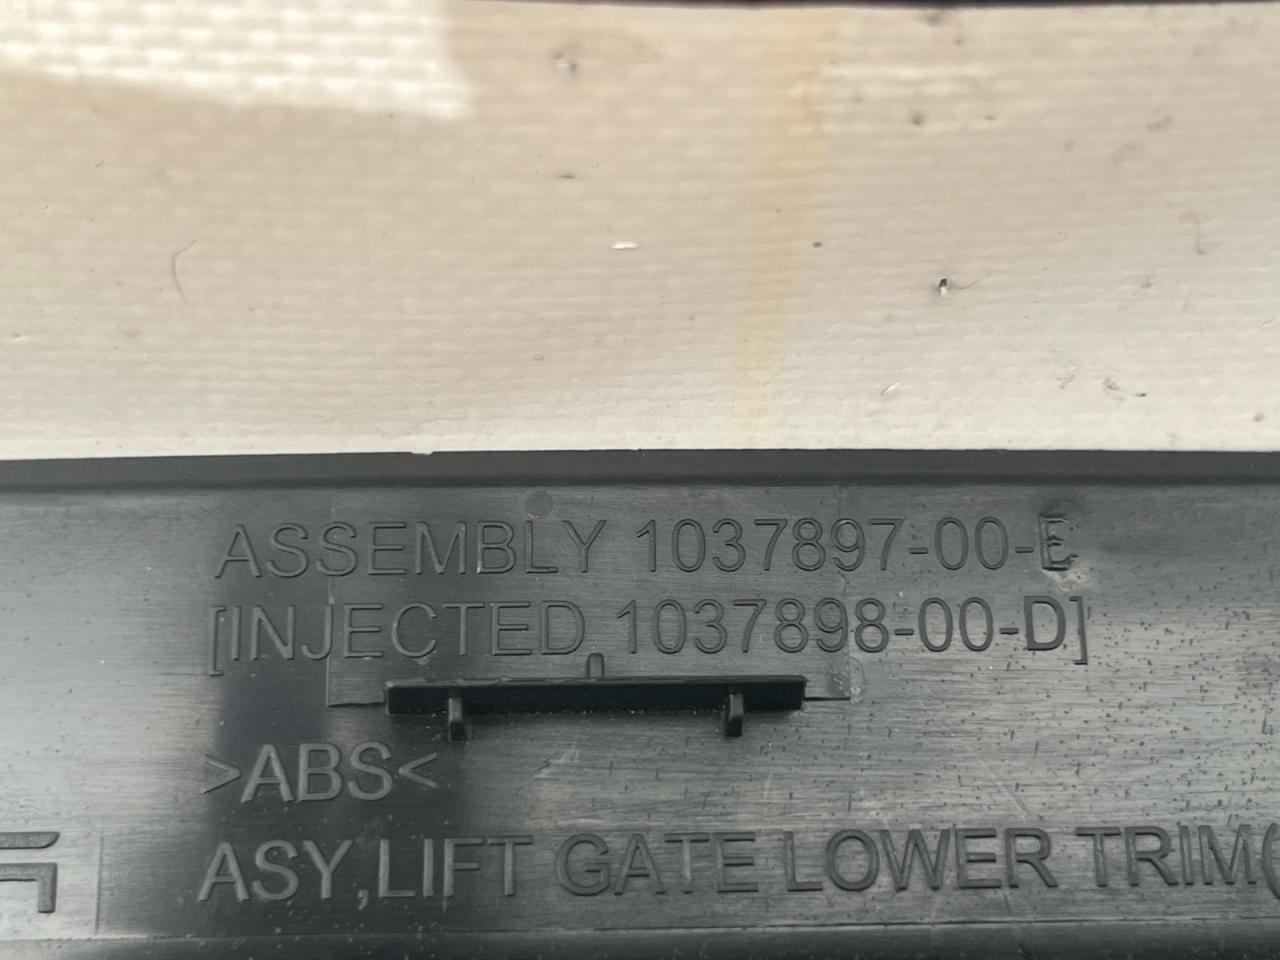 ASSEMBLY 1037897-00-E
[INJECTED 1037898-00-D]
>ABS<
ASY,LIFT GATE LOWER TRIM(